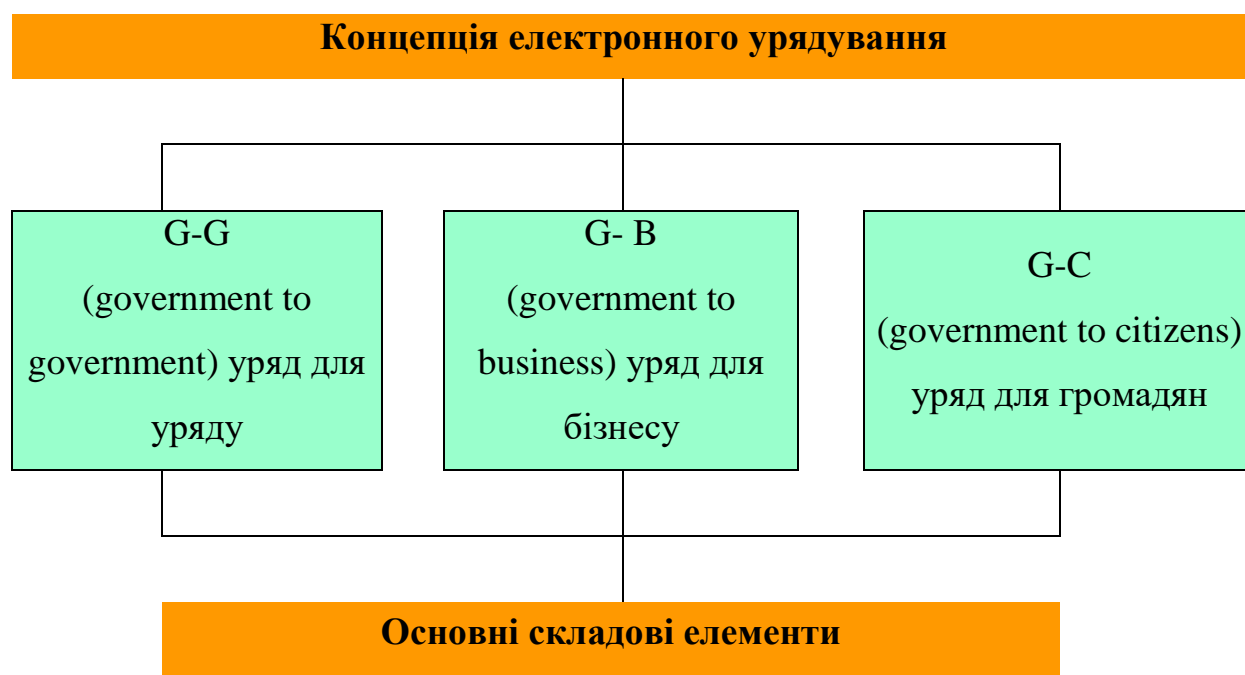 Концепція електронного урядування
G-G
(government to
government) уряд для
уряду
G- B
(government to
business) уряд для
бізнесу
G-C
(government to citizens)
уряд для громадян
Основні складові елементи